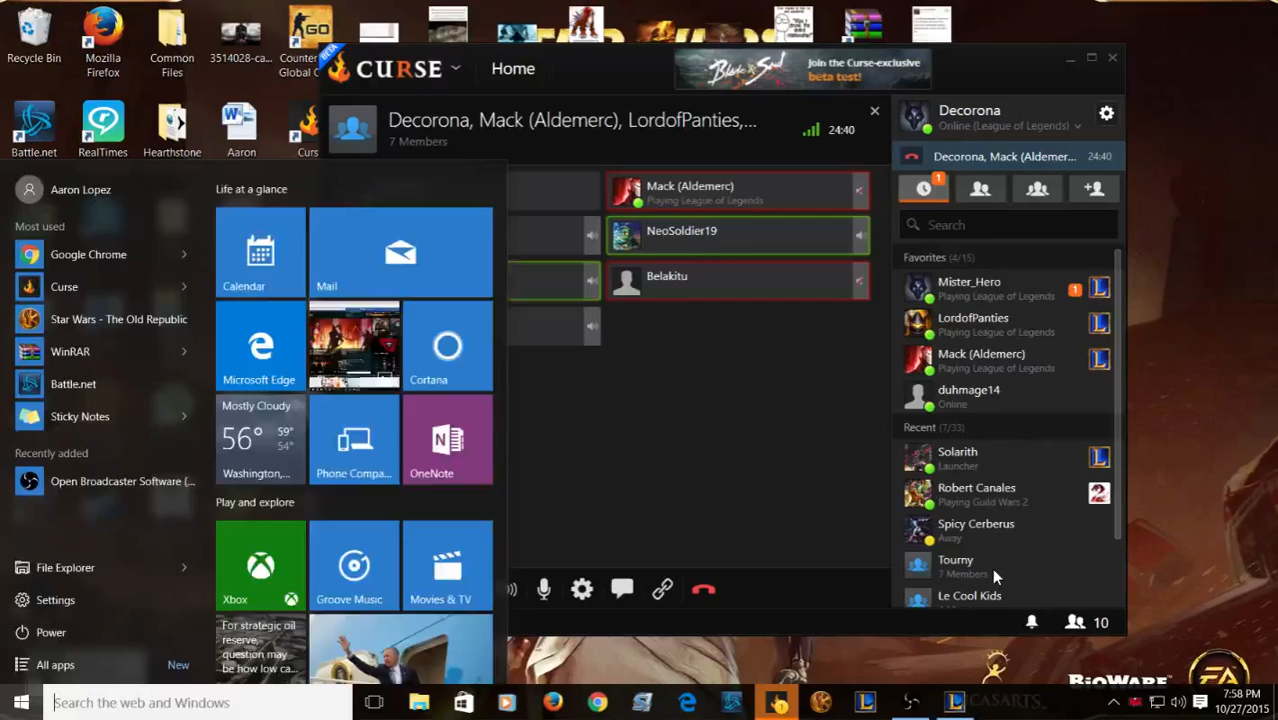 Recycle Bin
Mozilla
Firefox
Common
Files
3514028-ca...
Counter
Global O
Battle.net
RealTimes
Hearthstone
Aaron
Curs
BETA
CURSE
Home
Blade & Soul
Join the Curse-exclusive
beta test!
Decorona, Mack (Aldemerc), LordofPanties,...
7 Members
24:40
Mack (Aldemerc)
Playing League of Legends
NeoSoldier19
Belakitu
Decorona
Online (League of Legends)
Decorona, Mack (Aldemer...
24:40
1
Search
Favorites (4/15)
Mister_Hero
Playing League of Legends
1
LordofPanties
Playing League of Legends
Mack (Aldemerc)
Playing League of Legends
duhmage14
Online
Recent (7/33)
Solarith
Launcher
Robert Canales
Playing Guild Wars 2
Spicy Cerberus
Away
Tourny
7 Members
Le Cool Kids
10
Aaron Lopez
Most used
Google Chrome
Curse
Star Wars - The Old Republic
WinRAR
Battle.net
Sticky Notes
Recently added
Open Broadcaster Software (...
File Explorer
Settings
Power
All apps
New
Life at a glance
Calendar
Mail
Microsoft Edge
Cortana
Mostly Cloudy
56° 59°
54°
Washington,...
Phone Compa...
OneNote
Play and explore
Xbox
Groove Music
Movies & TV
For strategic oil
reserve,
question may
be how low ca...
BIOWARE
EA
LUCASARTS
Search the web and Windows
7:58 PM
10/27/2015